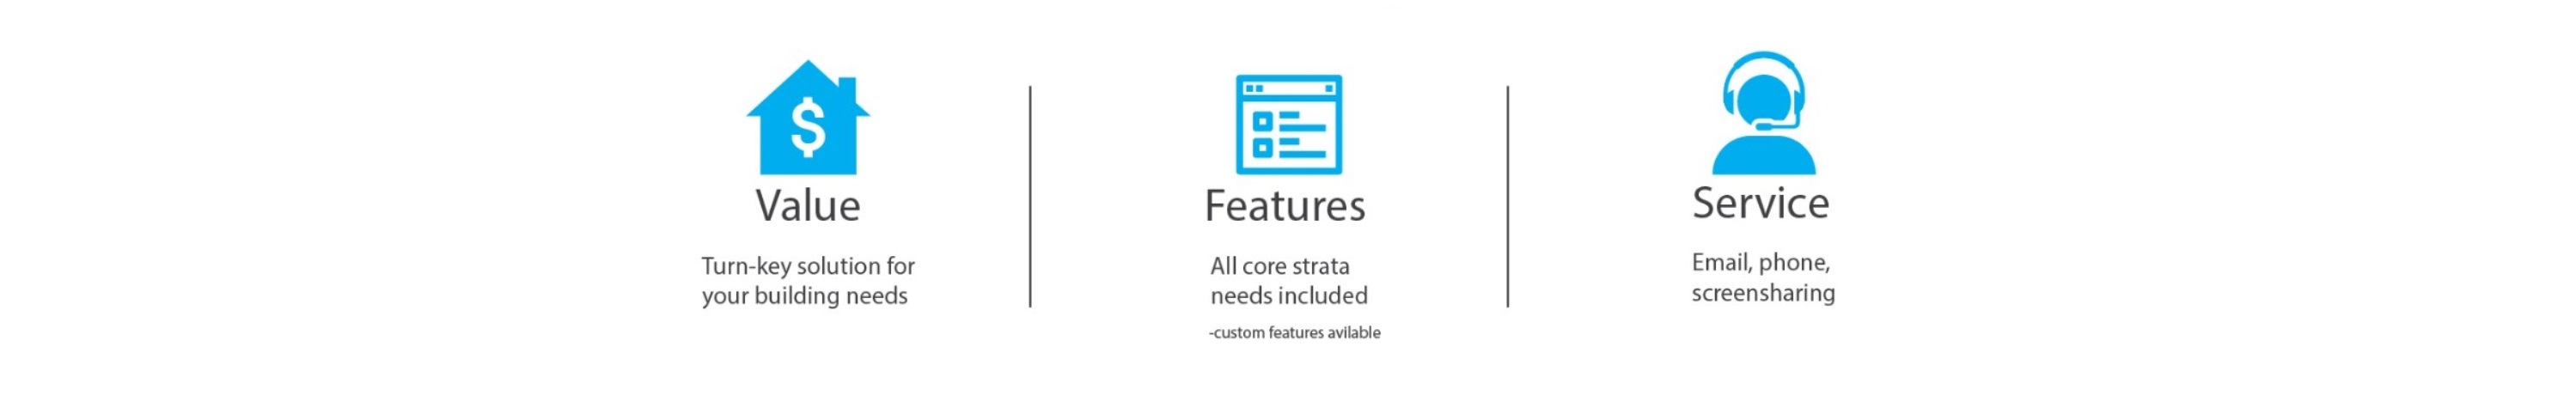 $
Value
Turn-key solution for
your building needs
Features
All core strata
needs included
-custom features avilable
Service
Email, phone,
screensharing